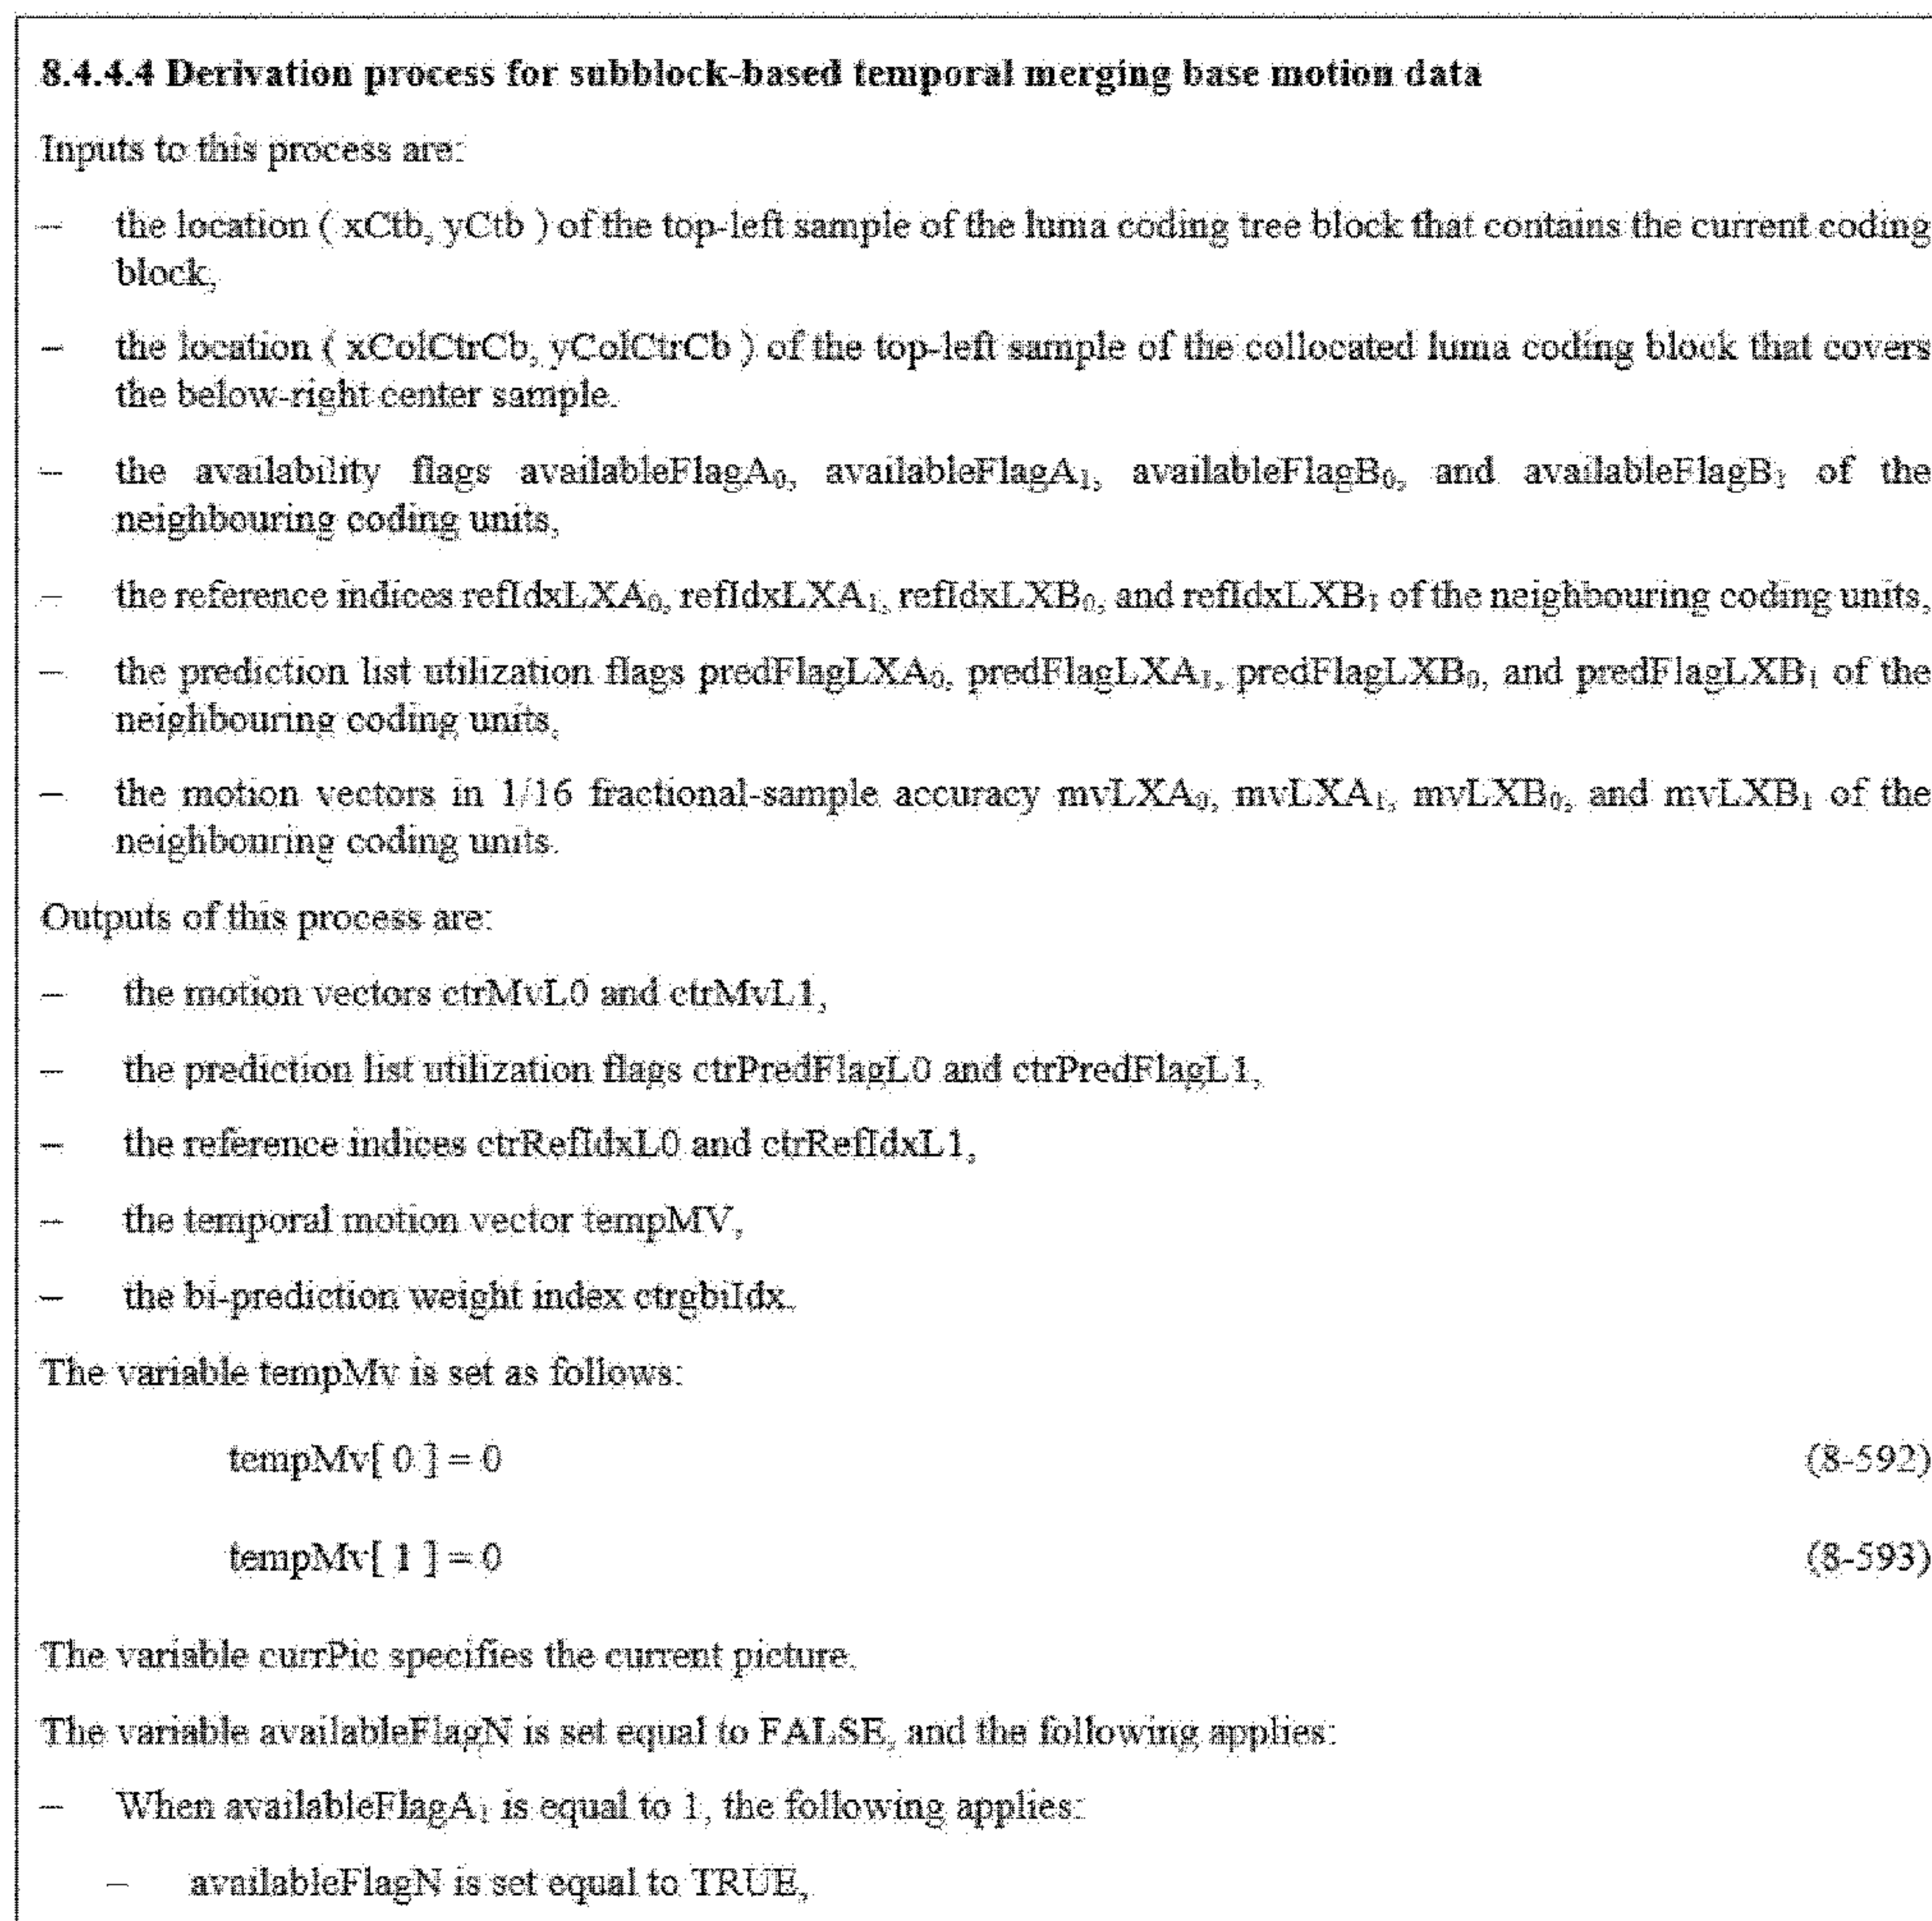 8.4.4.4 Derivation process for subblock-based temporal merging base motion data
Inputs to this process are:
– the location ( xCtb, yCtb ) of the top-left sample of the luma coding tree block that contains the current coding
block,
– the location ( xColCtrCb, yColCtrCb ) of the top-left sample of the collocated luma coding block that covers
the below-right center sample.
– the availability flags availableFlagA₀, availableFlagA₁, availableFlagB₀, and availableFlagB₁ of the
neighbouring coding units,
– the reference indices refIdxLXA₀, refIdxLXA₁, refIdxLXB₀, and refIdxLXB₁ of the neighbouring coding units,
– the prediction list utilization flags predFlagLXA₀, predFlagLXA₁, predFlagLXB₀, and predFlagLXB₁ of the
neighbouring coding units,
– the motion vectors in 1/16 fractional-sample accuracy mvLXA₀, mvLXA₁, mvLXB₀, and mvLXB₁ of the
neighbouring coding units.
Outputs of this process are:
– the motion vectors ctrMvL0 and ctrMvL1,
– the prediction list utilization flags ctrPredFlagL0 and ctrPredFlagL1,
– the reference indices ctrRefIdxL0 and ctrRefIdxL1,
– the temporal motion vector tempMV,
– the bi-prediction weight index ctrgbiIdx.
The variable tempMv is set as follows:
tempMv[ 0 ] = 0 (8-592)
tempMv[ 1 ] = 0 (8-593)
The variable currPic specifies the current picture.
The variable availableFlagN is set equal to FALSE, and the following applies:
– When availableFlagA₁ is equal to 1, the following applies:
– availableFlagN is set equal to TRUE,